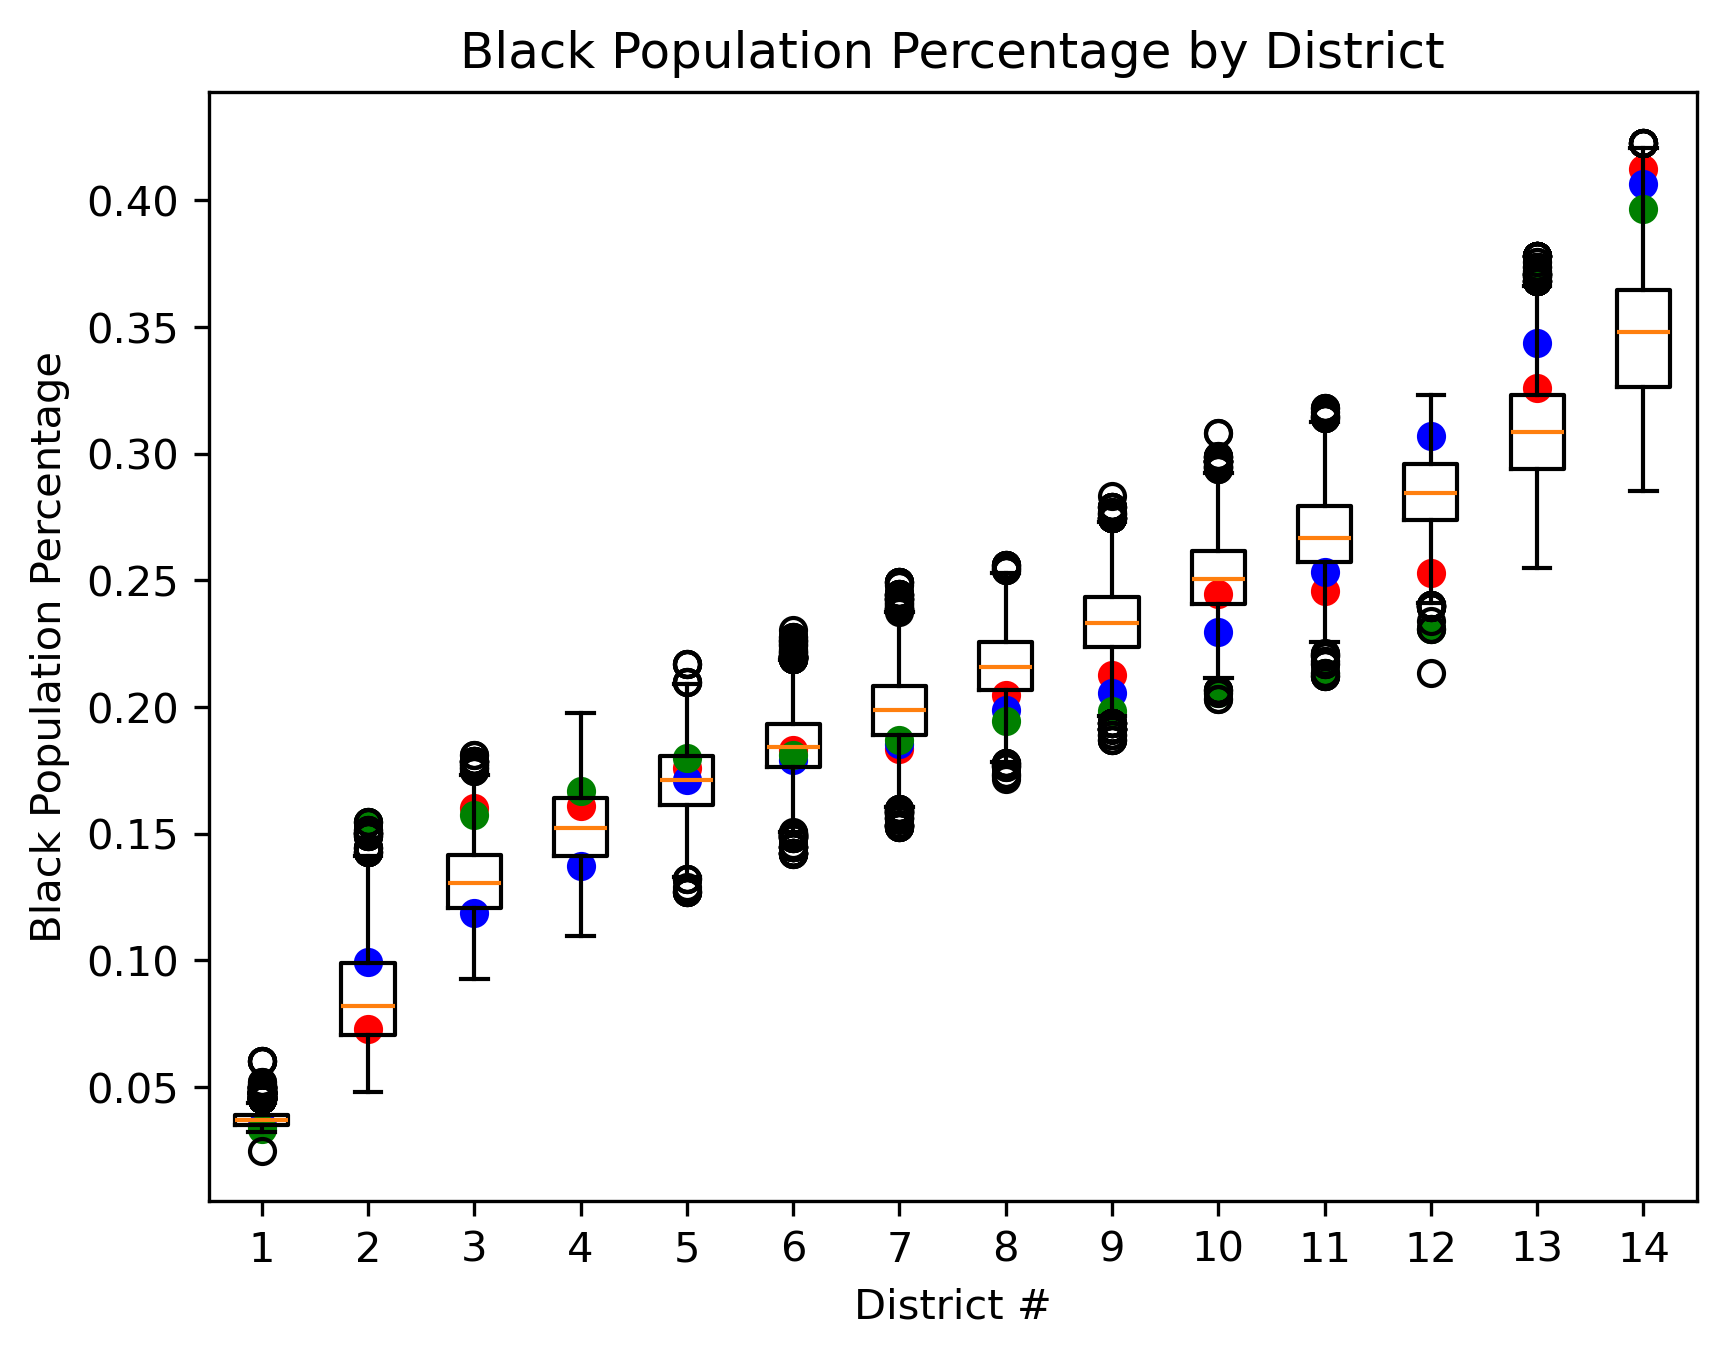 Black Population Percentage by District
Black Population Percentage
0.40
0.35
0.30
0.25
0.20
0.15
0.10
0.05
1 2 3 4 5 6 7 8 9 10 11 12 13 14
District #